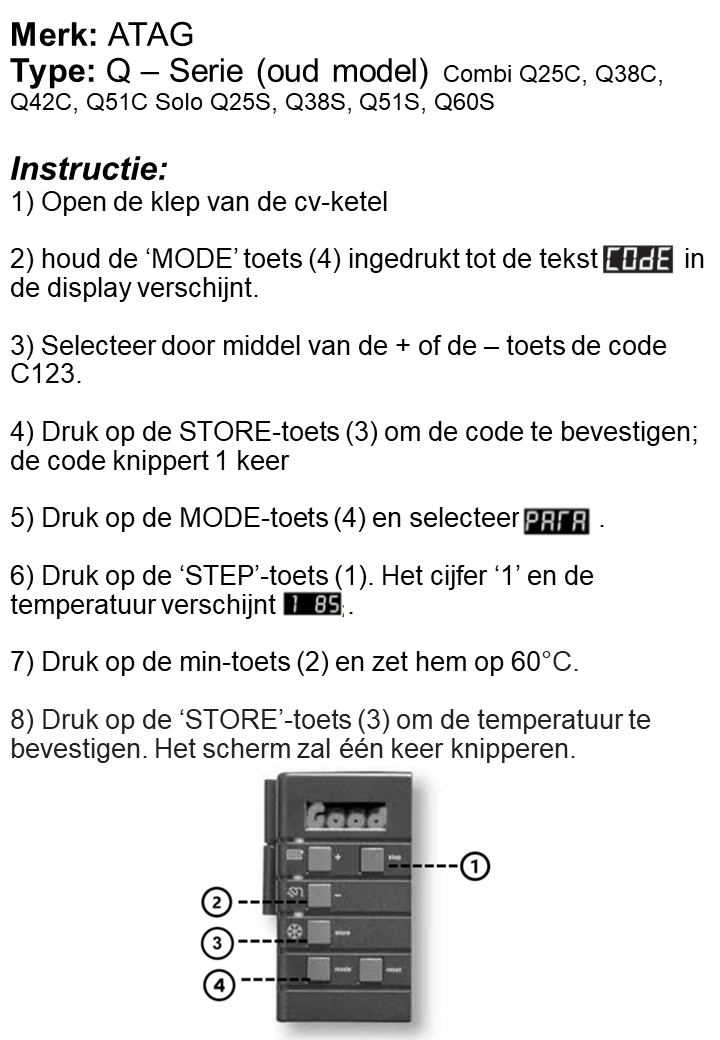 Merk: ATAG
Type: Q – Serie (oud model) Combi Q25C, Q38C,
Q42C, Q51C Solo Q25S, Q38S, Q51S, Q60S
Instructie:
1) Open de klep van de cv-ketel
2) houd de ‘MODE’ toets (4) ingedrukt tot de tekst COdE in
de display verschijnt.
3) Selecteer door middel van de + of de – toets de code
C123.
4) Druk op de STORE-toets (3) om de code te bevestigen;
de code knippert 1 keer
5) Druk op de MODE-toets (4) en selecteer PArA .
6) Druk op de ‘STEP’-toets (1). Het cijfer ‘1’ en de
temperatuur verschijnt 1 85; .
7) Druk op de min-toets (2) en zet hem op 60°C.
8) Druk op de ‘STORE’-toets (3) om de temperatuur te
bevestigen. Het scherm zal één keer knipperen.
Good
+ step
1
2
–
3
store
4
mode reset